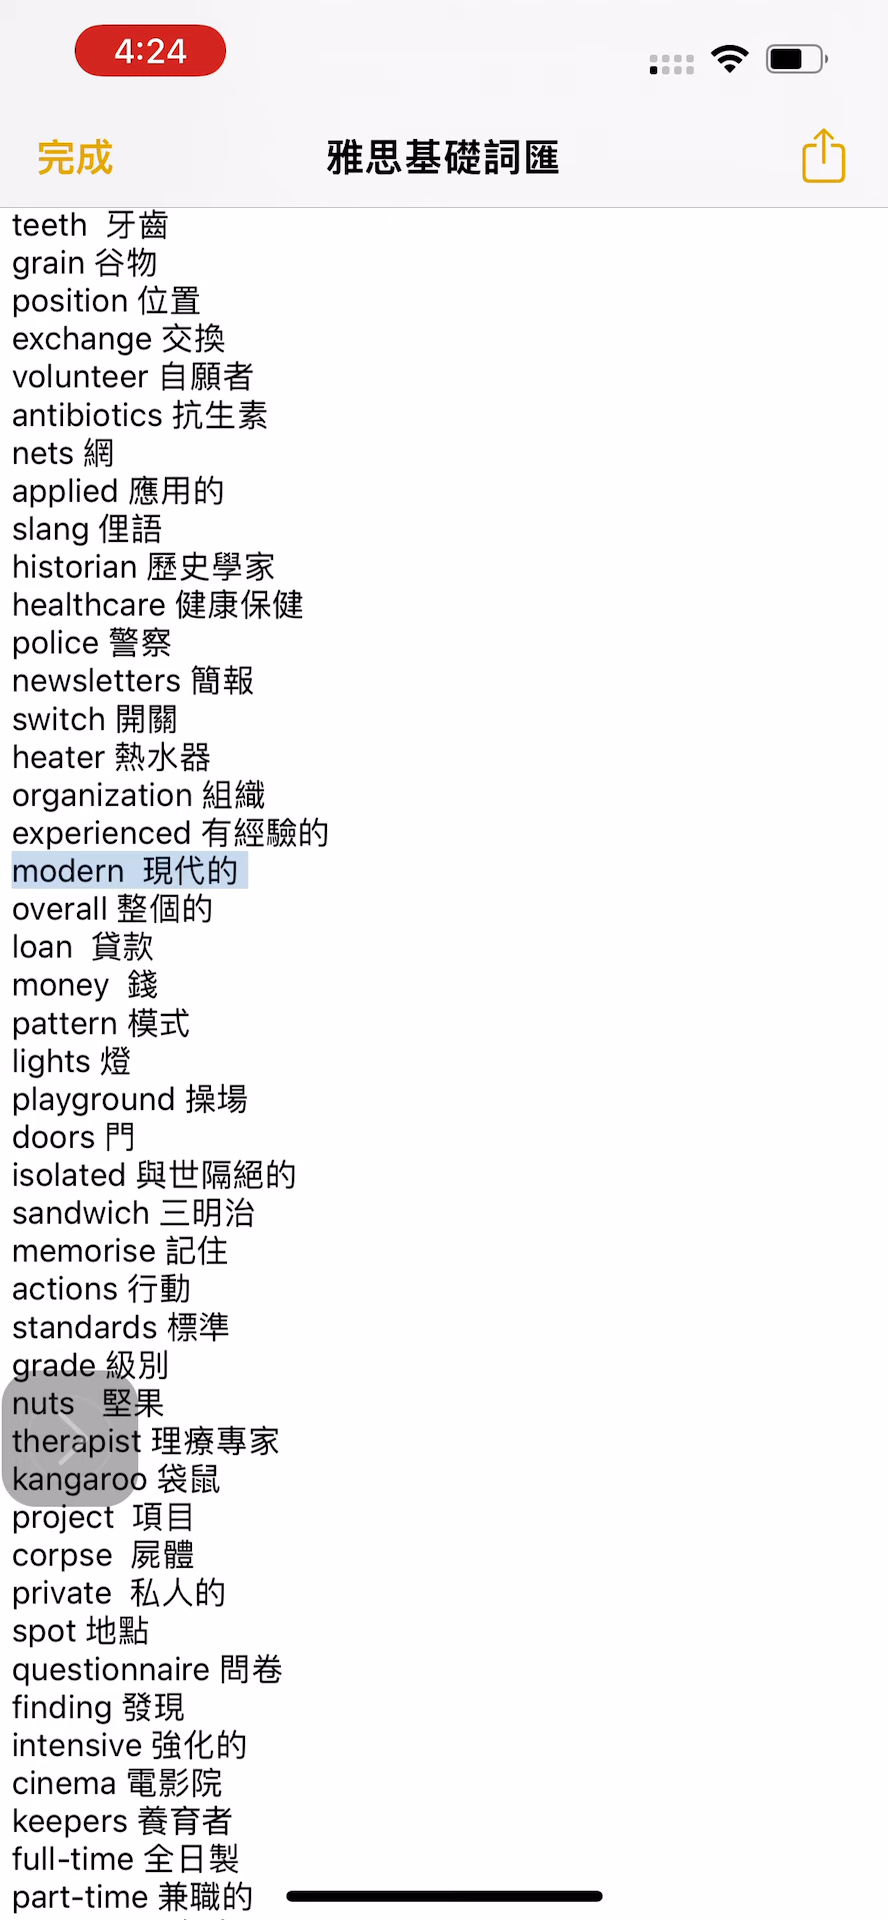 4:24
完成
雅思基礎詞匯
teeth 牙齒
grain 谷物
position 位置
exchange 交換
volunteer 自願者
antibiotics 抗生素
nets 網
applied 應用的
slang 俚語
historian 歷史學家
healthcare 健康保健
police 警察
newsletters 簡報
switch 開關
heater 熱水器
organization 組織
experienced 有經驗的
modern 現代的
overall 整個的
loan 貸款
money 錢
pattern 模式
lights 燈
playground 操場
doors 門
isolated 與世隔絕的
sandwich 三明治
memorise 記住
actions 行動
standards 標準
grade 級別
nuts 堅果
therapist 理療專家
kangaroo 袋鼠
project 項目
corpse 屍體
private 私人的
spot 地點
questionnaire 問卷
finding 發現
intensive 強化的
cinema 電影院
keepers 養育者
full-time 全日製
part-time 兼職的